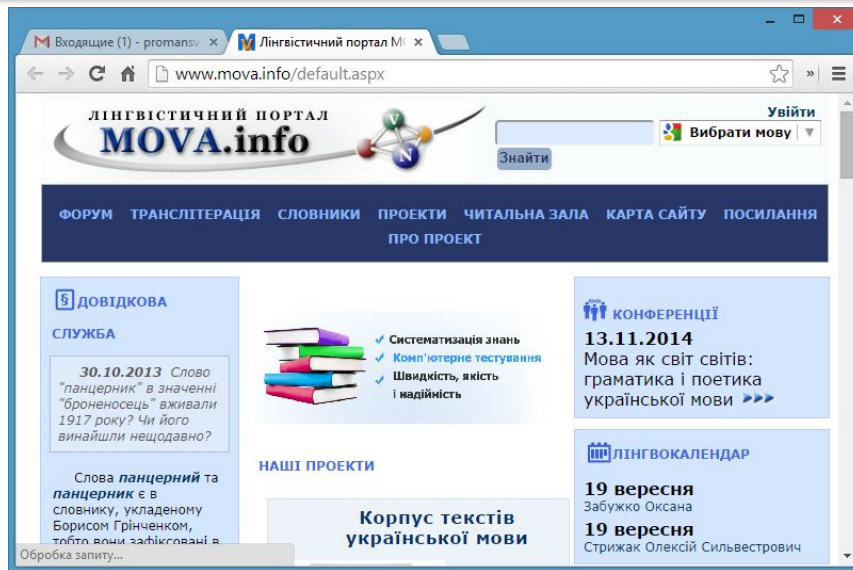 Входящие (1) - promansv
Лінгвістичний портал МО
www.mova.info/default.aspx
ЛІНГВІСТИЧНИЙ ПОРТАЛ
MOVA.info
Увійти
Вибрати мову
Знайти
ФОРУМ ТРАНСЛІТЕРАЦІЯ СЛОВНИКИ ПРОЕКТИ ЧИТАЛЬНА ЗАЛА КАРТА САЙТУ ПОСИЛАННЯ
ПРО ПРОЕКТ
§ ДОВІДКОВА
СЛУЖБА
30.10.2013 Слово
"панцерник" в значенні
"броненосець" вживали
1917 року? Чи його
винайшли нещодавно?
Слова панцерний та
панцерник є в
словнику, укладеному
Борисом Грінченком,
тобто вони зафіксовані в
Обробка запиту...
Систематизація знань
Комп'ютерне тестування
Швидкість, якість
і надійність
НАШІ ПРОЕКТИ
Корпус текстів
української мови
КОНФЕРЕНЦІЇ
13.11.2014
Мова як світ світів:
граматика і поетика
української мови
ЛІНГВОКАЛЕНДАР
19 вересня
Забужко Оксана
19 вересня
Стрижак Олексій Сильвестрович